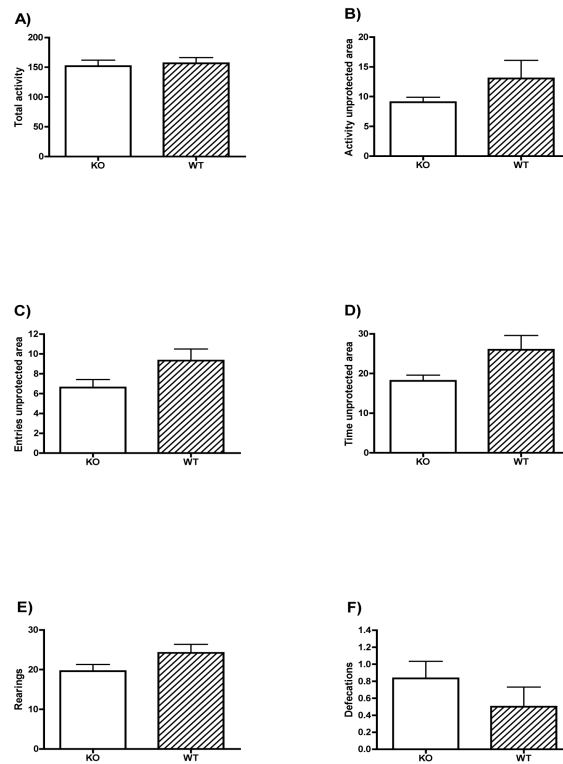 A)
Total activity
200
150
100
50
0
KO WT
B)
Activity unprotected area
20
15
10
5
0
KO WT
C)
Entries unprotected area
12
10
8
6
4
2
0
KO WT
D)
Time unprotected area
30
20
10
0
KO WT
E)
Rearings
30
20
10
0
KO WT
F)
Defecations
1.4
1.2
1.0
0.8
0.6
0.4
0.2
0.0
KO WT